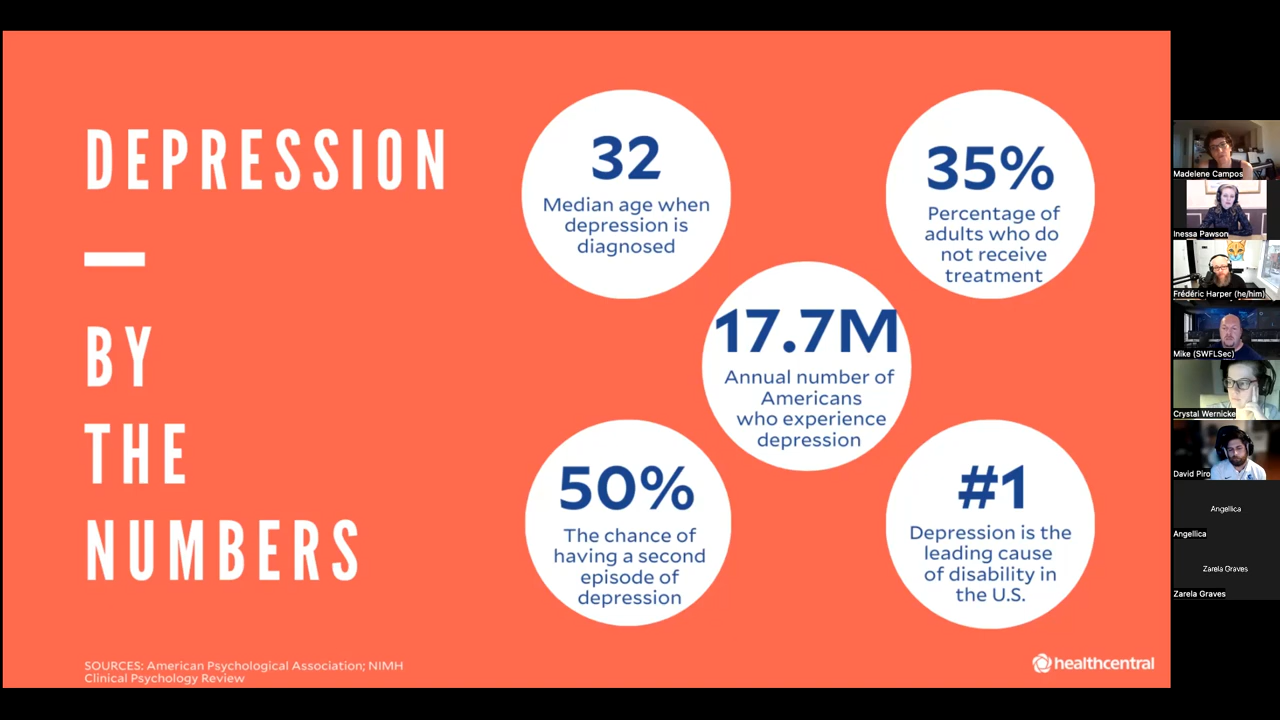 DEPRESSION
BY
THE
NUMBERS
32
Median age when
depression is
diagnosed
35%
Percentage of
adults who do
not receive
treatment
17.7M
Annual number of
Americans
who experience
depression
50%
The chance of
having a second
episode of
depression
#1
Depression is the
leading cause
of disability in
the U.S.
SOURCES: American Psychological Association; NIMH
Clinical Psychology Review
healthcentral
Madelene Campos
Inessa Pawson
Frédéric Harper (he/him)
Mike (SWFLSec)
Crystal Wernicke
David Piro
Angellica
Angellica
Zarela Graves
Zarela Graves